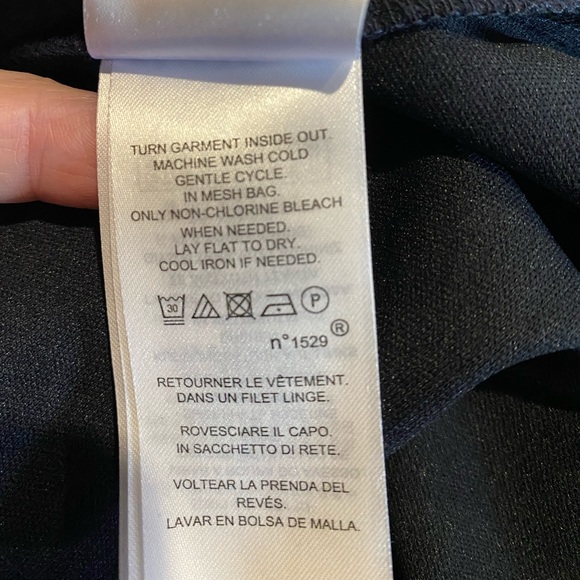 TURN GARMENT INSIDE OUT.
MACHINE WASH COLD
GENTLE CYCLE.
IN MESH BAG.
ONLY NON-CHLORINE BLEACH
WHEN NEEDED.
LAY FLAT TO DRY.
COOL IRON IF NEEDED.
30 P
n°1529®
RETOURNER LE VÊTEMENT.
DANS UN FILET LINGE.
ROVESCIARE IL CAPO.
IN SACCHETTO DI RETE.
VOLTEAR LA PRENDA DEL
REVÉS.
LAVAR EN BOLSA DE MALLA.